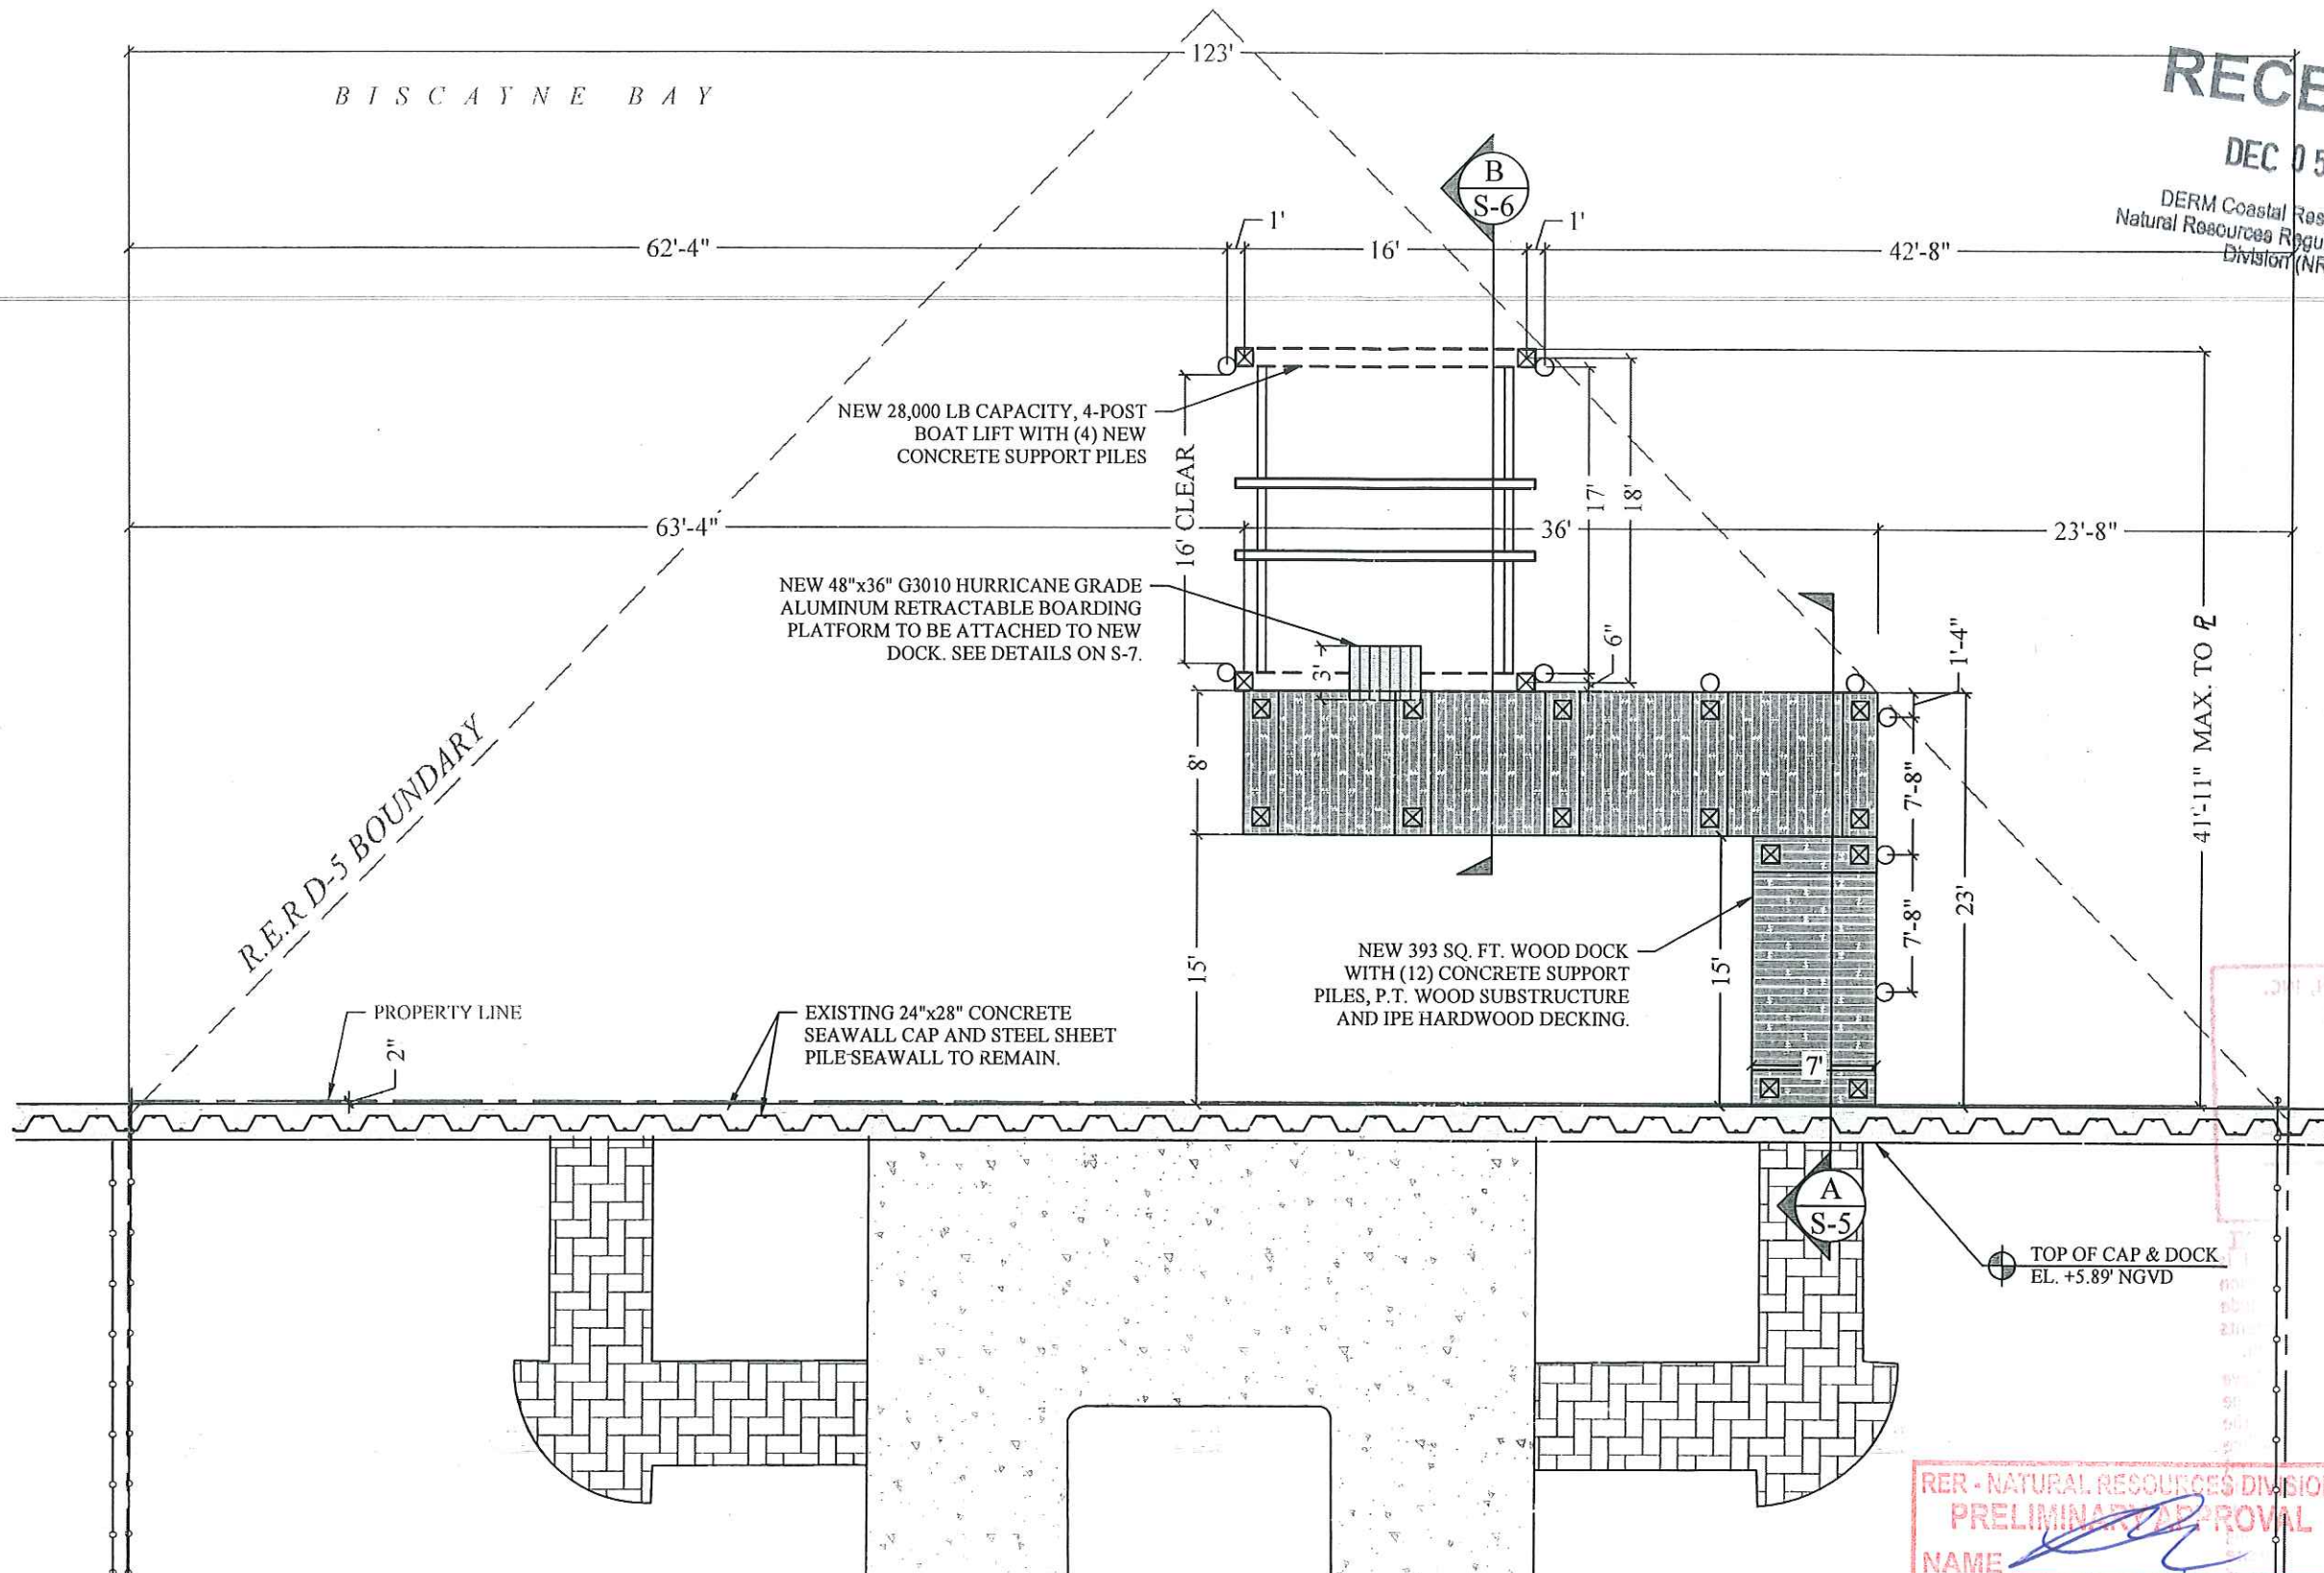 123'
BISCAYNE BAY
RECE
DEC 05
DERM Coastal Res
Natural Resources Regu
Division (NR
B
S-6
1'
1'
62'-4"
16'
42'-8"
NEW 28,000 LB CAPACITY, 4-POST
BOAT LIFT WITH (4) NEW
CONCRETE SUPPORT PILES
16' CLEAR
17'
18'
63'-4"
36'
23'-8"
NEW 48"x36" G3010 HURRICANE GRADE
ALUMINUM RETRACTABLE BOARDING
PLATFORM TO BE ATTACHED TO NEW
DOCK. SEE DETAILS ON S-7.
3'
6"
1'-4"
41'-11" MAX. TO PL
R.E.R D-5 BOUNDARY
8'
7'-8"
7'-8"
23'
15'
15'
NEW 393 SQ. FT. WOOD DOCK
WITH (12) CONCRETE SUPPORT
PILES, P.T. WOOD SUBSTRUCTURE
AND IPE HARDWOOD DECKING.
PROPERTY LINE
2"
EXISTING 24"x28" CONCRETE
SEAWALL CAP AND STEEL SHEET
PILE SEAWALL TO REMAIN.
7'
A
S-5
TOP OF CAP & DOCK
EL. +5.89' NGVD
RER - NATURAL RESOURCES DIVISION
PRELIMINARY APPROVAL
NAME